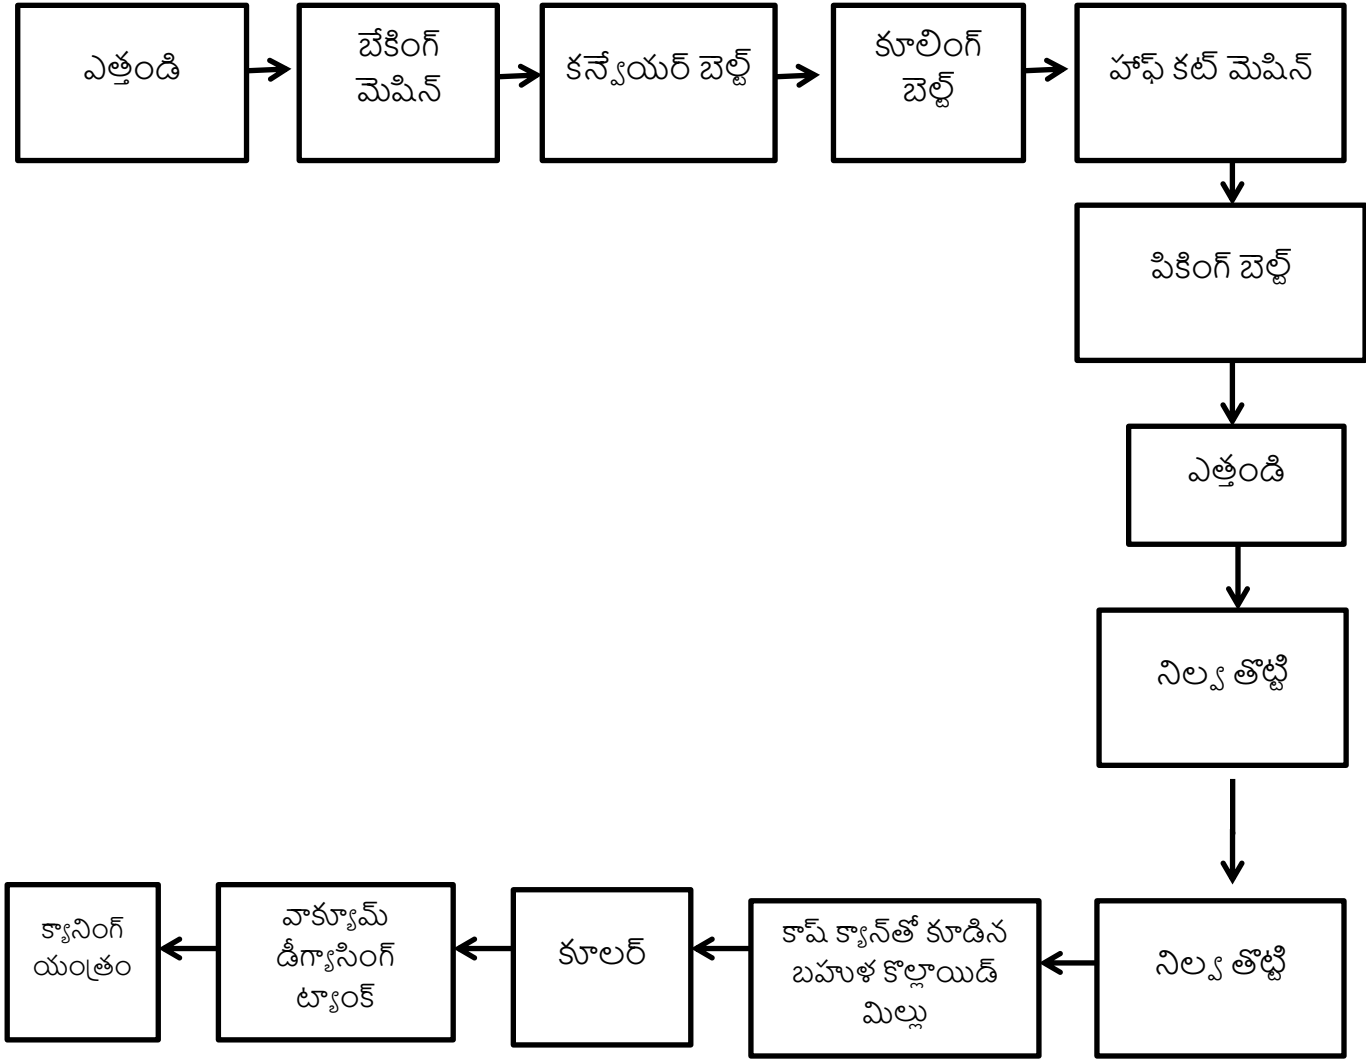 ఎత్తండి
బేకింగ్
మెషిన్
కన్వేయర్ బెల్ట్
కూలింగ్
బెల్ట్
హాఫ్ కట్ మెషిన్
పికింగ్ బెల్ట్
ఎత్తండి
నిల్వ తొట్టి
నిల్వ తొట్టి
కాష్ క్యాన్‌తో కూడిన
బహుళ కొల్లాయిడ్
మిల్లు
కూలర్
వాక్యూమ్
డీగ్యాసింగ్
ట్యాంక్
క్యానింగ్
యంత్రం